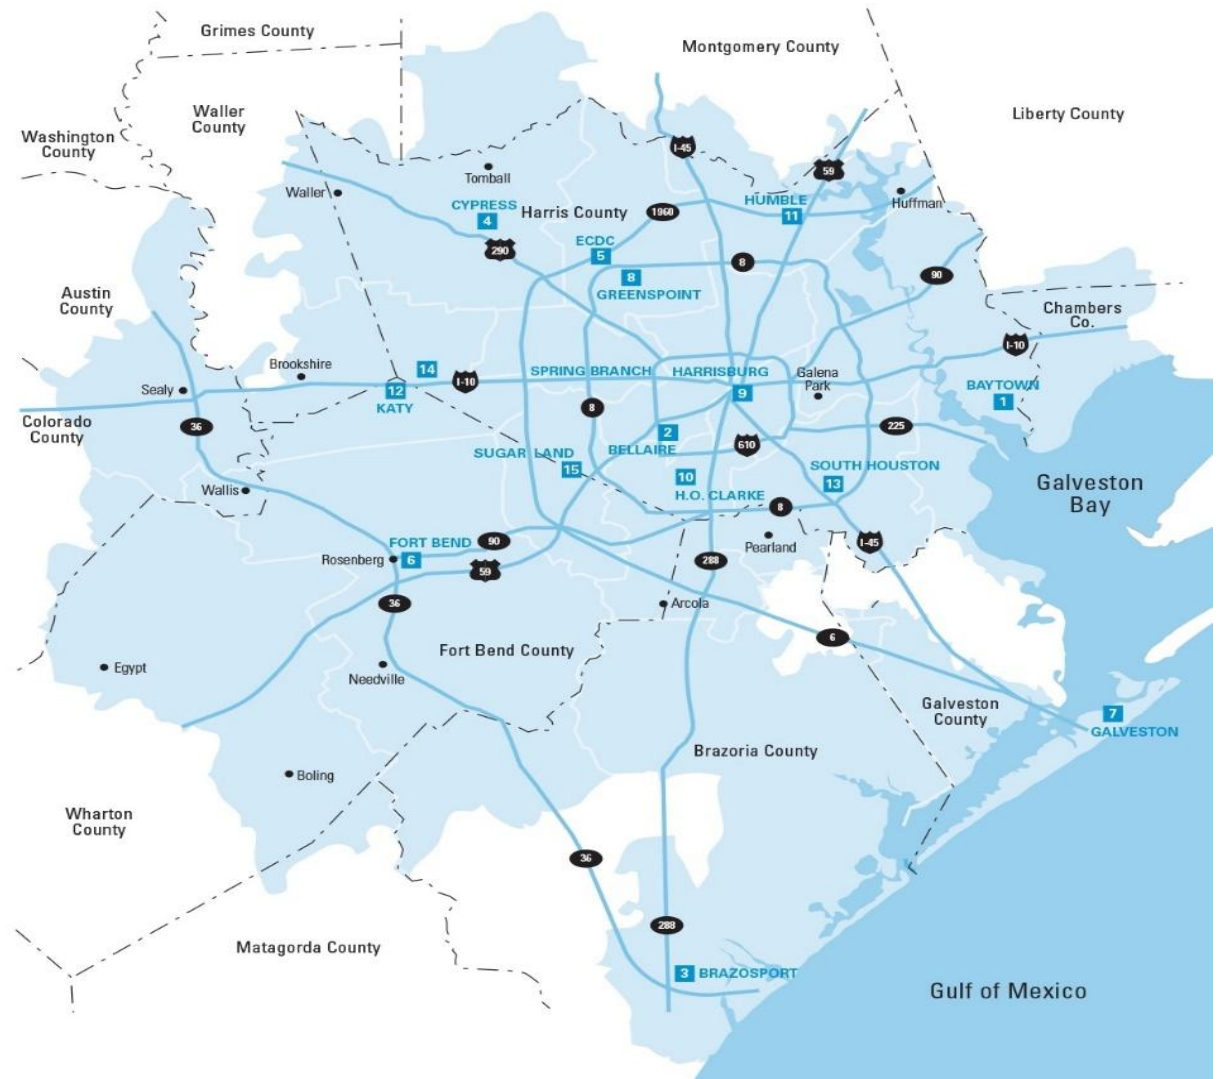 Grimes County
Montgomery County
Liberty County
Waller
County
Washington
County
I-45
59
Tomball
Waller
Huffman
CYPRESS
4
Harris County
1960
HUMBLE
11
ECDC
5
290
8
8
GREENSPOINT
90
Austin
County
Chambers
Co.
I-10
Brookshire
14
Sealy
12
KATY
I-10
SPRING BRANCH
HARRISBURG
9
Galena
Park
BAYTOWN
1
Colorado
County
36
8
2
BELLAIRE
610
225
SUGAR LAND
15
10
H.O. CLARKE
SOUTH HOUSTON
13
Galveston
Bay
Wallis
8
FORT BEND
6
90
Rosenberg
59
Pearland
I-45
288
36
Arcola
6
Egypt
Fort Bend County
Needville
Galveston
County
7
GALVESTON
Brazoria County
Boling
Wharton
County
36
288
Matagorda County
3 BRAZOSPORT
Gulf of Mexico